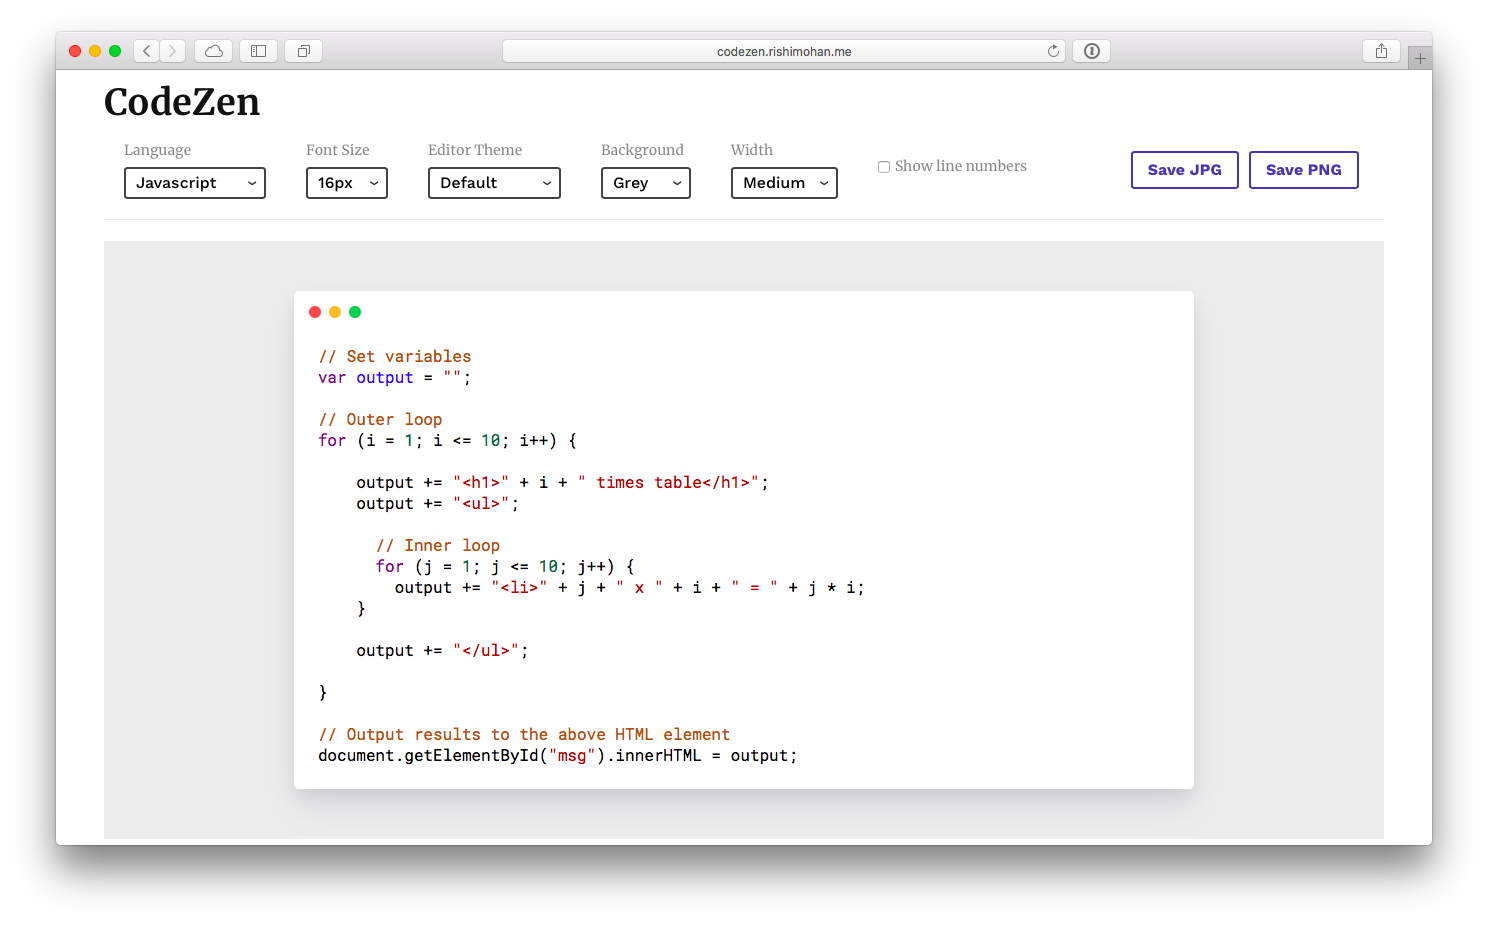 codezen.rishimohan.me
CodeZen
Language Font Size Editor Theme Background Width
Javascript 16px Default Grey Medium Show line numbers Save JPG Save PNG
// Set variables
var output = "";
// Outer loop
for (i = 1; i <= 10; i++) {
output += "<h1>" + i + " times table</h1>";
output += "<ul>";
// Inner loop
for (j = 1; j <= 10; j++) {
output += "<li>" + j + " x " + i + " = " + j * i;
}
output += "</ul>";
}
// Output results to the above HTML element
document.getElementById("msg").innerHTML = output;